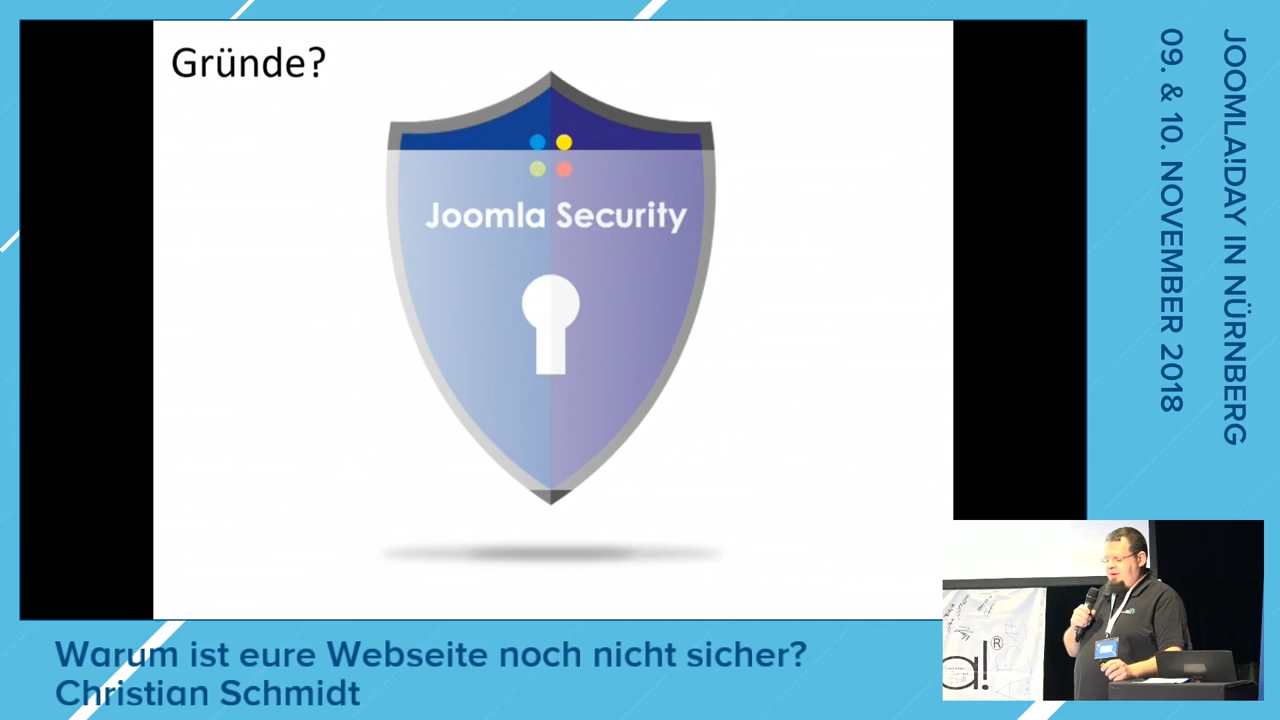 Gründe?
Joomla Security
JOOMLA!DAY IN NÜRNBERG
09. & 10. NOVEMBER 2018
a!®
Warum ist eure Webseite noch nicht sicher?
Christian Schmidt